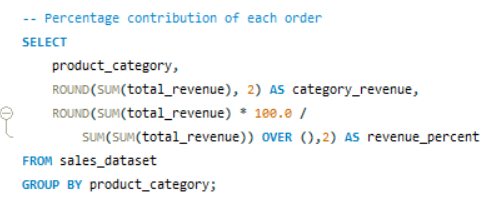 -- Percentage contribution of each order
SELECT
product_category,
ROUND(SUM(total_revenue), 2) AS category_revenue,
ROUND(SUM(total_revenue) * 100.0 /
SUM(SUM(total_revenue)) OVER (),2) AS revenue_percent
FROM sales_dataset
GROUP BY product_category;